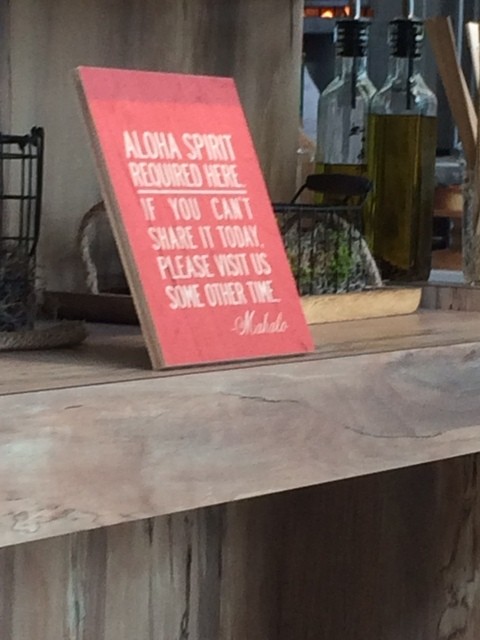 ALOHA SPIRIT
REQUIRED HERE.
IF YOU CAN'T
SHARE IT TODAY,
PLEASE VISIT US
SOME OTHER TIME.
Mahalo